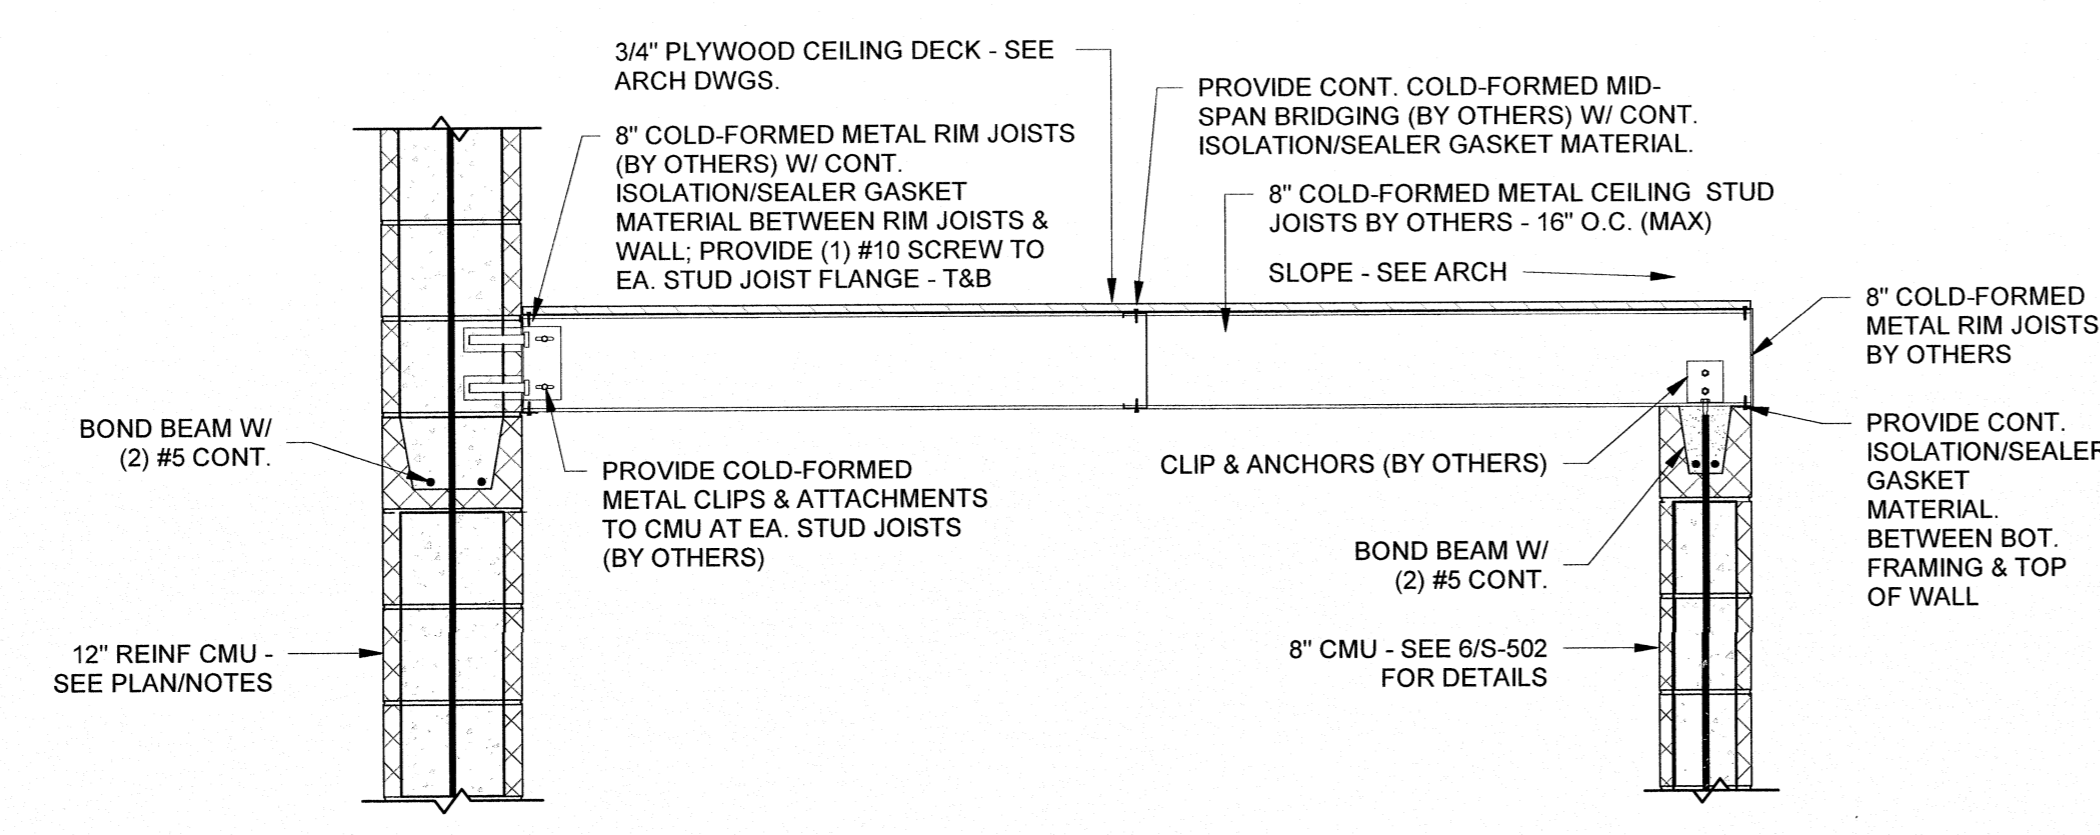 3/4" PLYWOOD CEILING DECK - SEE
ARCH DWGS.
8" COLD-FORMED METAL RIM JOISTS
(BY OTHERS) W/ CONT.
ISOLATION/SEALER GASKET
MATERIAL BETWEEN RIM JOISTS &
WALL; PROVIDE (1) #10 SCREW TO
EA. STUD JOIST FLANGE - T&B
PROVIDE CONT. COLD-FORMED MID-
SPAN BRIDGING (BY OTHERS) W/ CONT.
ISOLATION/SEALER GASKET MATERIAL.
8" COLD-FORMED METAL CEILING STUD
JOISTS BY OTHERS - 16" O.C. (MAX)
SLOPE - SEE ARCH
8" COLD-FORMED
METAL RIM JOISTS
BY OTHERS
BOND BEAM W/
(2) #5 CONT.
PROVIDE COLD-FORMED
METAL CLIPS & ATTACHMENTS
TO CMU AT EA. STUD JOISTS
(BY OTHERS)
CLIP & ANCHORS (BY OTHERS)
PROVIDE CONT.
ISOLATION/SEALER
GASKET
MATERIAL.
BETWEEN BOT.
FRAMING & TOP
OF WALL
BOND BEAM W/
(2) #5 CONT.
12" REINF CMU -
SEE PLAN/NOTES
8" CMU - SEE 6/S-502
FOR DETAILS